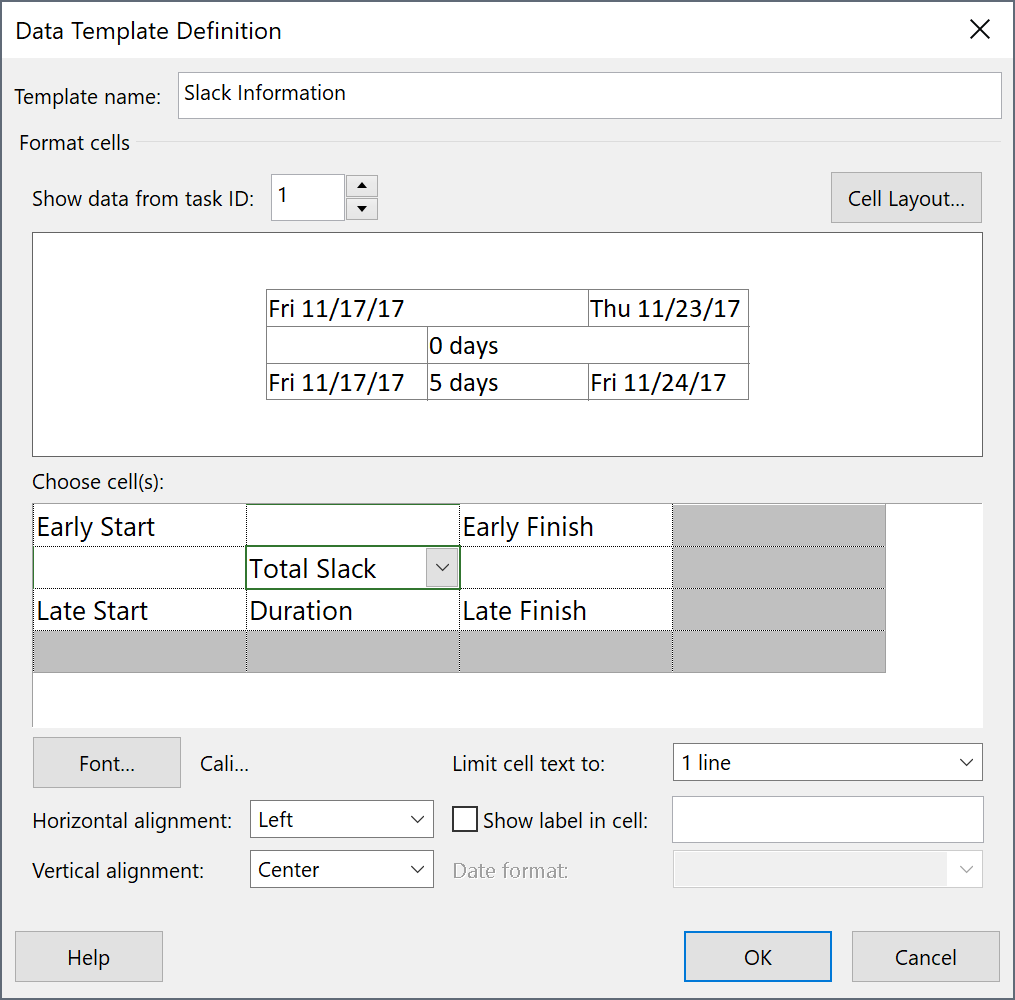 Data Template Definition
Template name: Slack Information
Format cells
Show data from task ID: 1 Cell Layout...
Fri 11/17/17 Thu 11/23/17
0 days
Fri 11/17/17 5 days Fri 11/24/17
Choose cell(s):
Early Start Early Finish
Total Slack
Late Start Duration Late Finish
Font... Cali... Limit cell text to: 1 line
Horizontal alignment: Left Show label in cell:
Vertical alignment: Center Date format:
Help OK Cancel